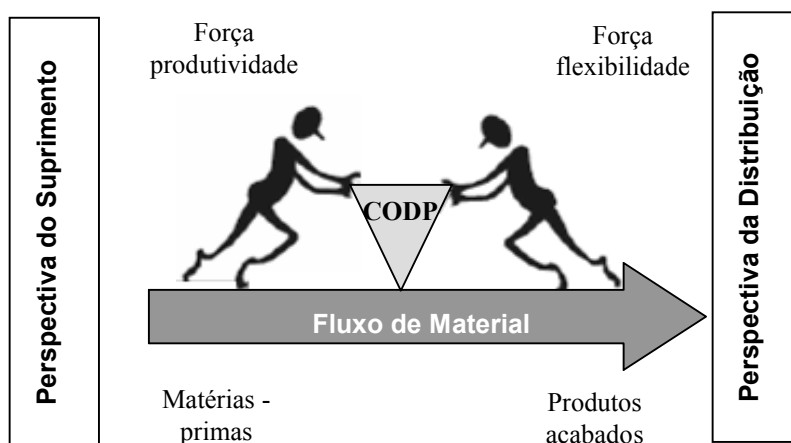 Perspectiva do Suprimento
Força
produtividade
Força
flexibilidade
Perspectiva da Distribuição
CODP
Fluxo de Material
Matérias -
primas
Produtos
acabados